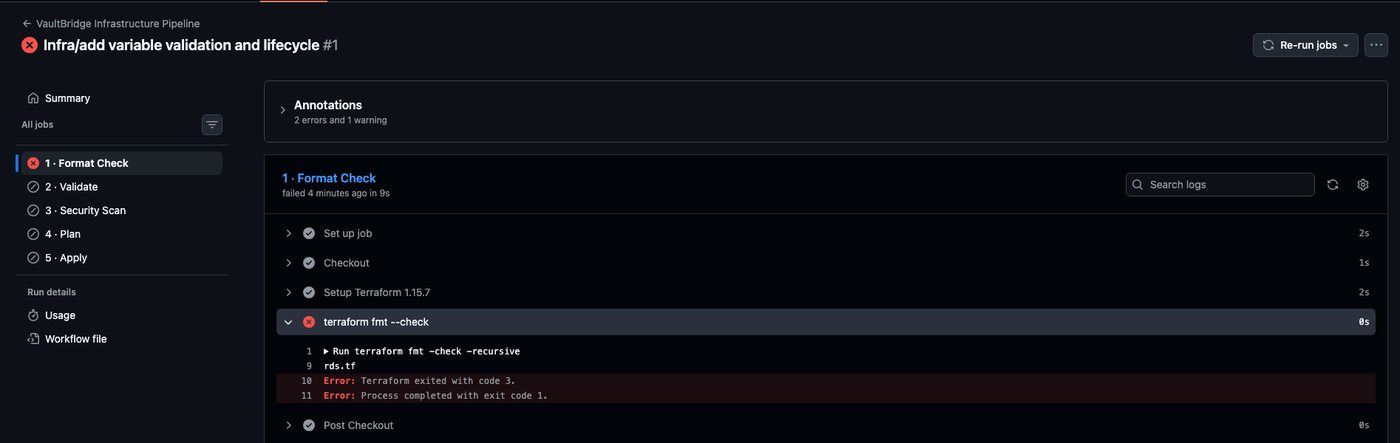 ← VaultBridge Infrastructure Pipeline
Infra/add variable validation and lifecycle #1
Re-run jobs
Summary
All jobs
1 · Format Check
2 · Validate
3 · Security Scan
4 · Plan
5 · Apply
Run details
Usage
Workflow file
Annotations
2 errors and 1 warning
1 · Format Check
failed 4 minutes ago in 9s
Search logs
Set up job 2s
Checkout 1s
Setup Terraform 1.15.7 2s
terraform fmt --check 0s
1 ▶ Run terraform fmt -check -recursive
9 rds.tf
10 Error: Terraform exited with code 3.
11 Error: Process completed with exit code 1.
Post Checkout 0s